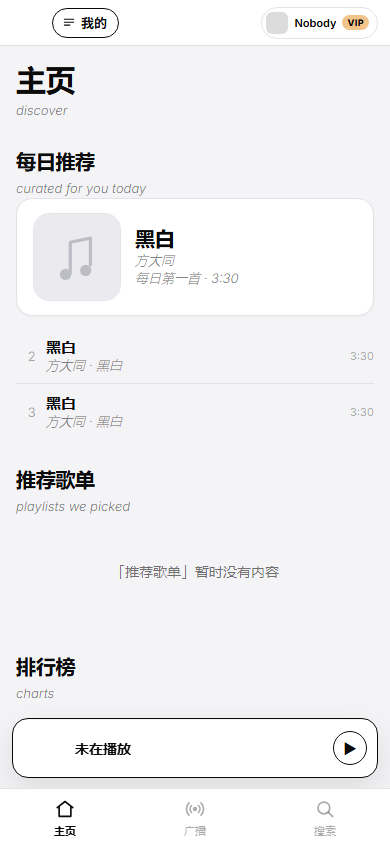 我的
Nobody VIP
主页
discover
每日推荐
curated for you today
黑白
方大同
每日第一首 · 3:30
2 黑白 3:30
方大同 · 黑白
3 黑白 3:30
方大同 · 黑白
推荐歌单
playlists we picked
「推荐歌单」暂时没有内容
排行榜
charts
未在播放
主页 广播 搜索